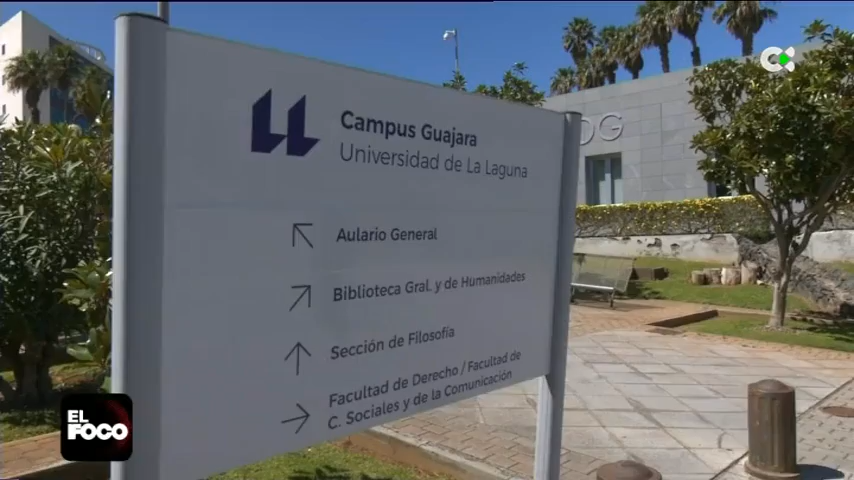 Campus Guajara
Universidad de La Laguna
Aulario General
Biblioteca Gral. y de Humanidades
Sección de Filosofía
Facultad de Derecho / Facultad de
C. Sociales y de la Comunicación
DG
EL
FOCO